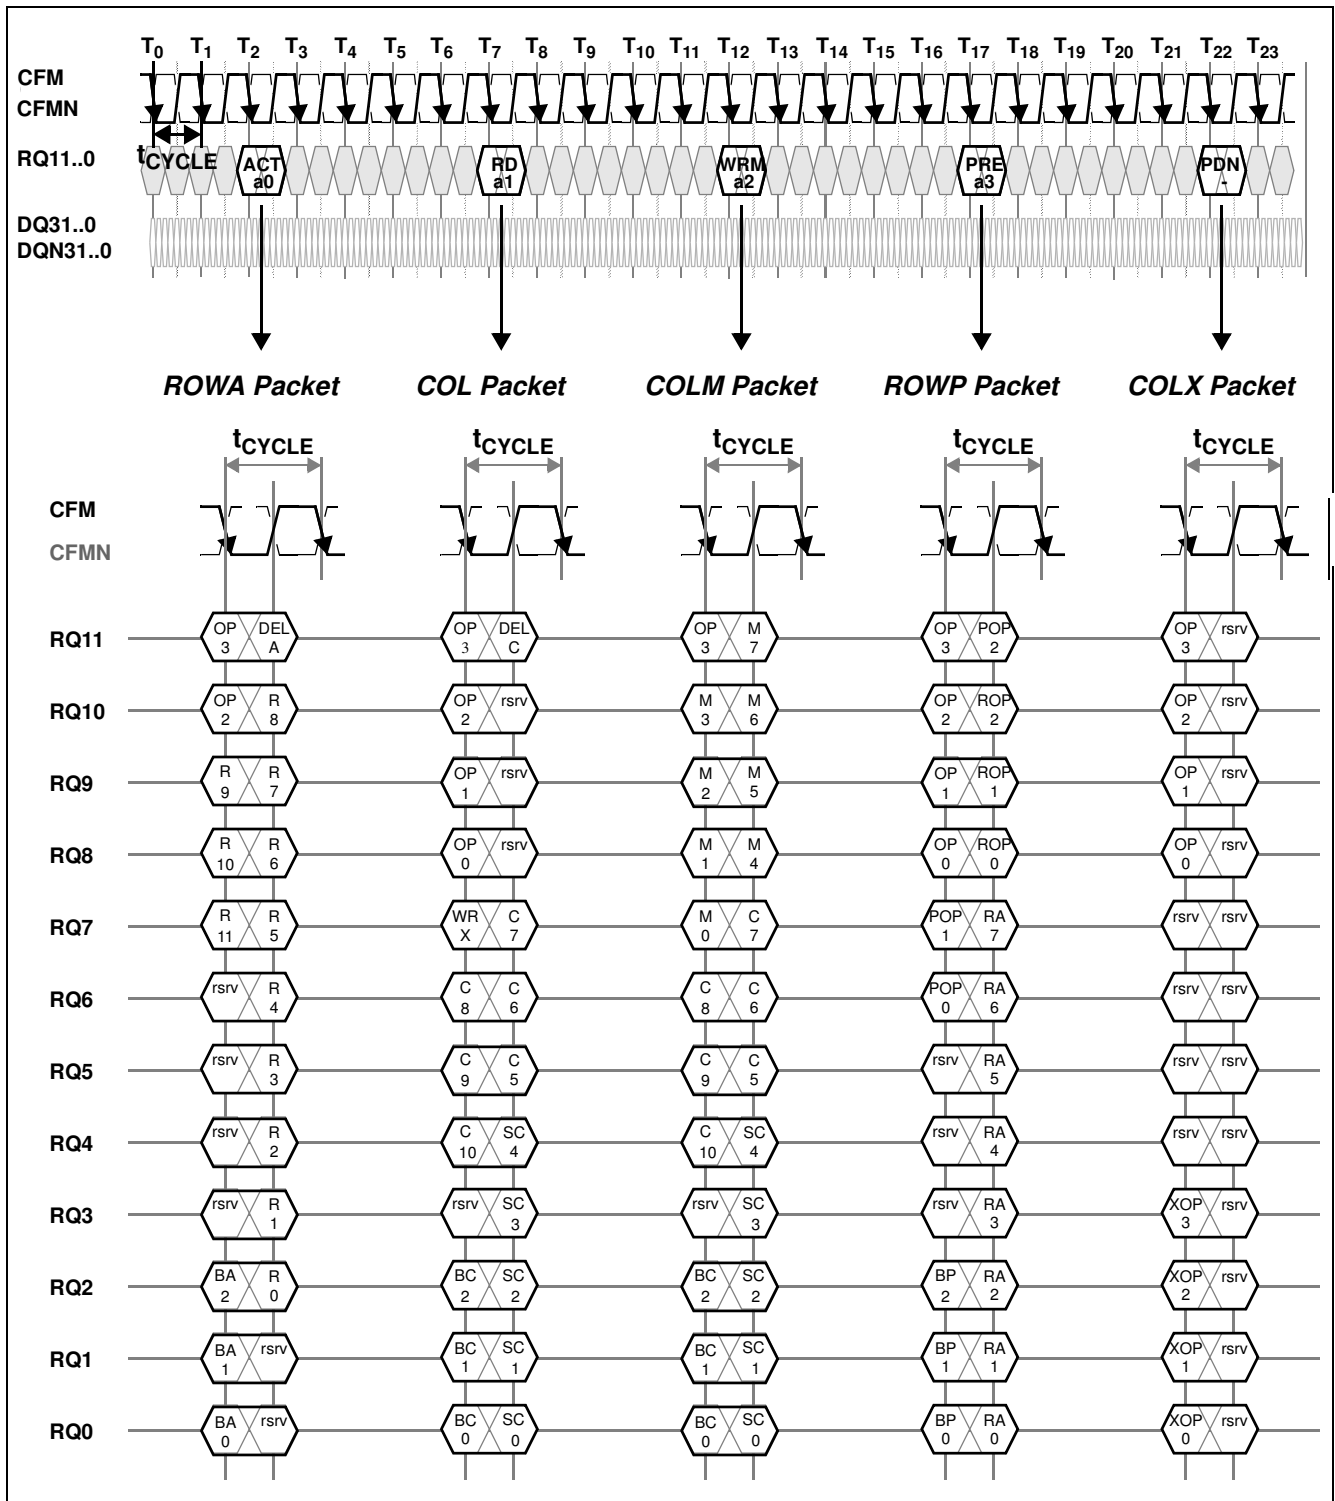 T0 T1 T2 T3 T4 T5 T6 T7 T8 T9 T10 T11 T12 T13 T14 T15 T16 T17 T18 T19 T20 T21 T22 T23
CFM
CFMN
tCYCLE
RQ11..0 ACT a0 RD a1 WRM a2 PRE a3 PDN -
DQ31..0
DQN31..0
ROWA Packet COL Packet COLM Packet ROWP Packet COLX Packet
tCYCLE tCYCLE tCYCLE tCYCLE tCYCLE
CFM
CFMN
RQ11 OP 3 DEL A OP 3 DEL C OP 3 M 7 OP 3 POP 2 OP 3 rsrv
RQ10 OP 2 R 8 OP 2 rsrv M 3 M 6 OP 2 ROP 2 OP 2 rsrv
RQ9 R 9 R 7 OP 1 rsrv M 2 M 5 OP 1 ROP 1 OP 1 rsrv
RQ8 R 10 R 6 OP 0 rsrv M 1 M 4 OP 0 ROP 0 OP 0 rsrv
RQ7 R 11 R 5 WR X C 7 M 0 C 7 POP 1 RA 7 rsrv rsrv
RQ6 rsrv R 4 C 8 C 6 C 8 C 6 POP 0 RA 6 rsrv rsrv
RQ5 rsrv R 3 C 9 C 5 C 9 C 5 rsrv RA 5 rsrv rsrv
RQ4 rsrv R 2 C 10 SC 4 C 10 SC 4 rsrv RA 4 rsrv rsrv
RQ3 rsrv R 1 rsrv SC 3 rsrv SC 3 rsrv RA 3 XOP 3 rsrv
RQ2 BA 2 R 0 BC 2 SC 2 BC 2 SC 2 BP 2 RA 2 XOP 2 rsrv
RQ1 BA 1 rsrv BC 1 SC 1 BC 1 SC 1 BP 1 RA 1 XOP 1 rsrv
RQ0 BA 0 rsrv BC 0 SC 0 BC 0 SC 0 BP 0 RA 0 XOP 0 rsrv